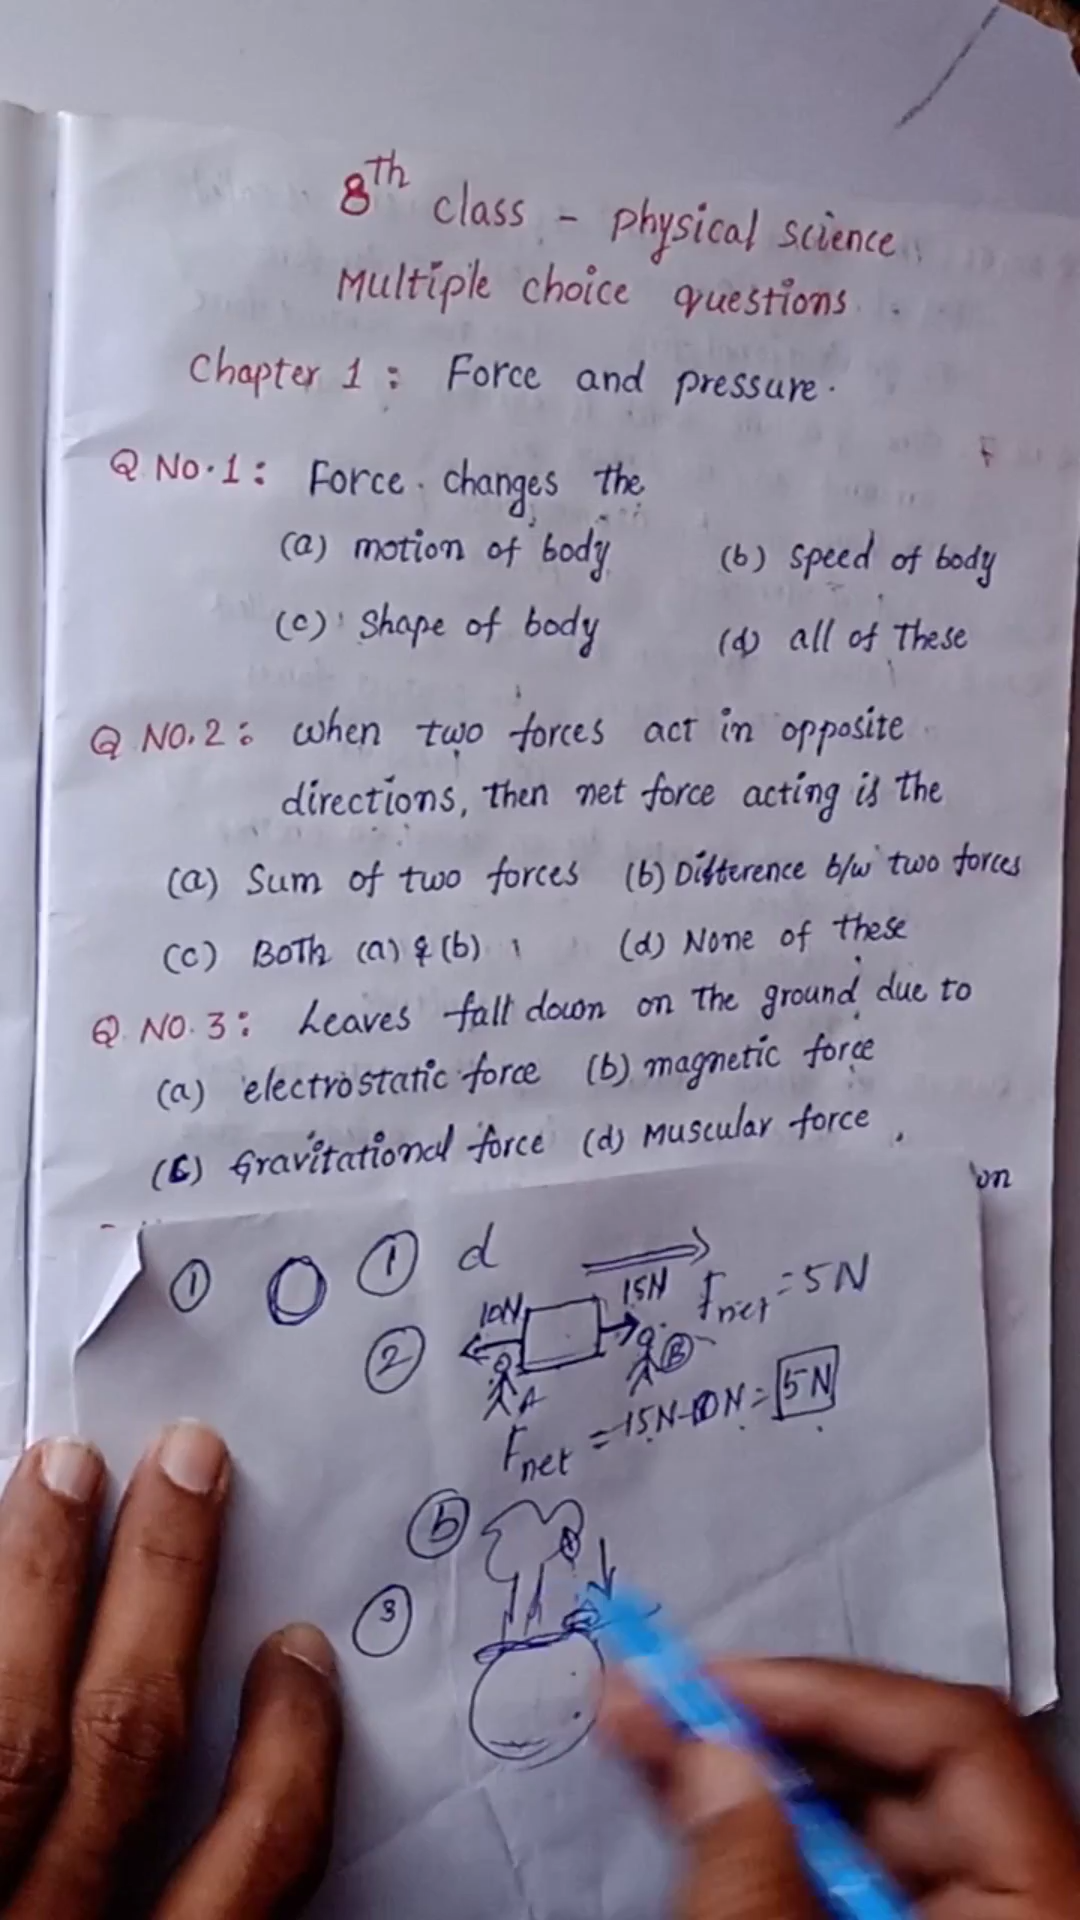 8th class - physical science
Multiple choice questions
Chapter 1 : Force and pressure.
Q No.1 : Force changes the
(a) motion of body (b) speed of body
(c) shape of body (d) all of these
Q NO.2 : when two forces act in opposite
directions, then net force acting is the
(a) sum of two forces (b) Difference b/w two forces
(c) Both (a) & (b) (d) None of these
Q. NO. 3 : Leaves fall down on the ground due to
(a) electrostatic force (b) magnetic force
(c) Gravitational force (d) Muscular force
on
1 1 d
10N 15N Fnet = 5N
2
A B
Fnet = 15N-10N = 5N
b
3